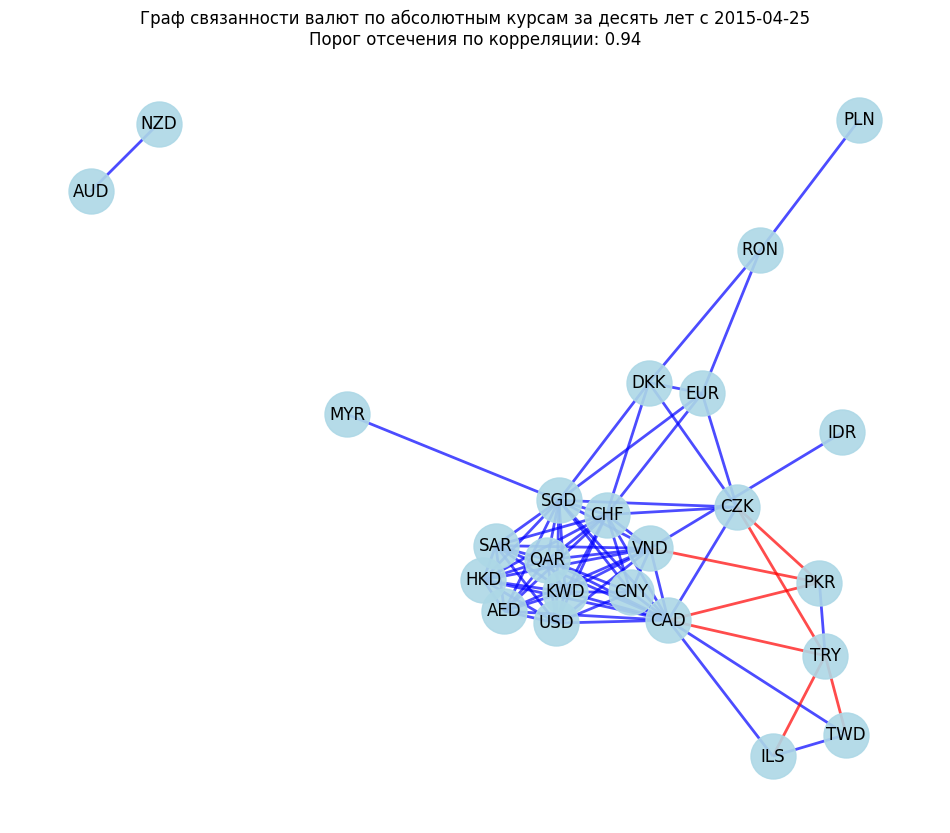 Граф связанности валют по абсолютным курсам за десять лет с 2015-04-25
Порог отсечения по корреляции: 0.94
NZD
PLN
AUD
RON
DKK
EUR
MYR
IDR
SGD
CZK
CHF
SAR
VND
QAR
HKD
PKR
KWD
CNY
AED
USD
CAD
TRY
TWD
ILS